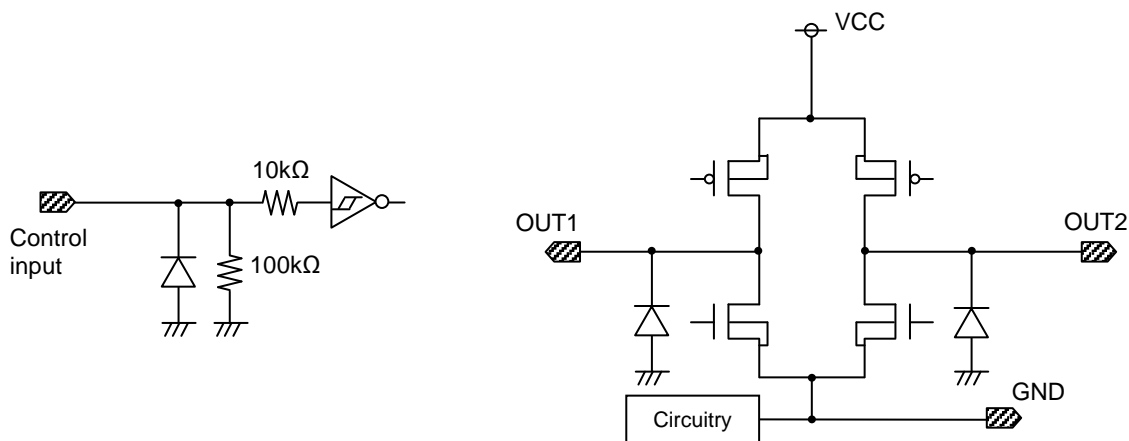 VCC
10kΩ
Control
input
100kΩ
OUT1
OUT2
Circuitry
GND